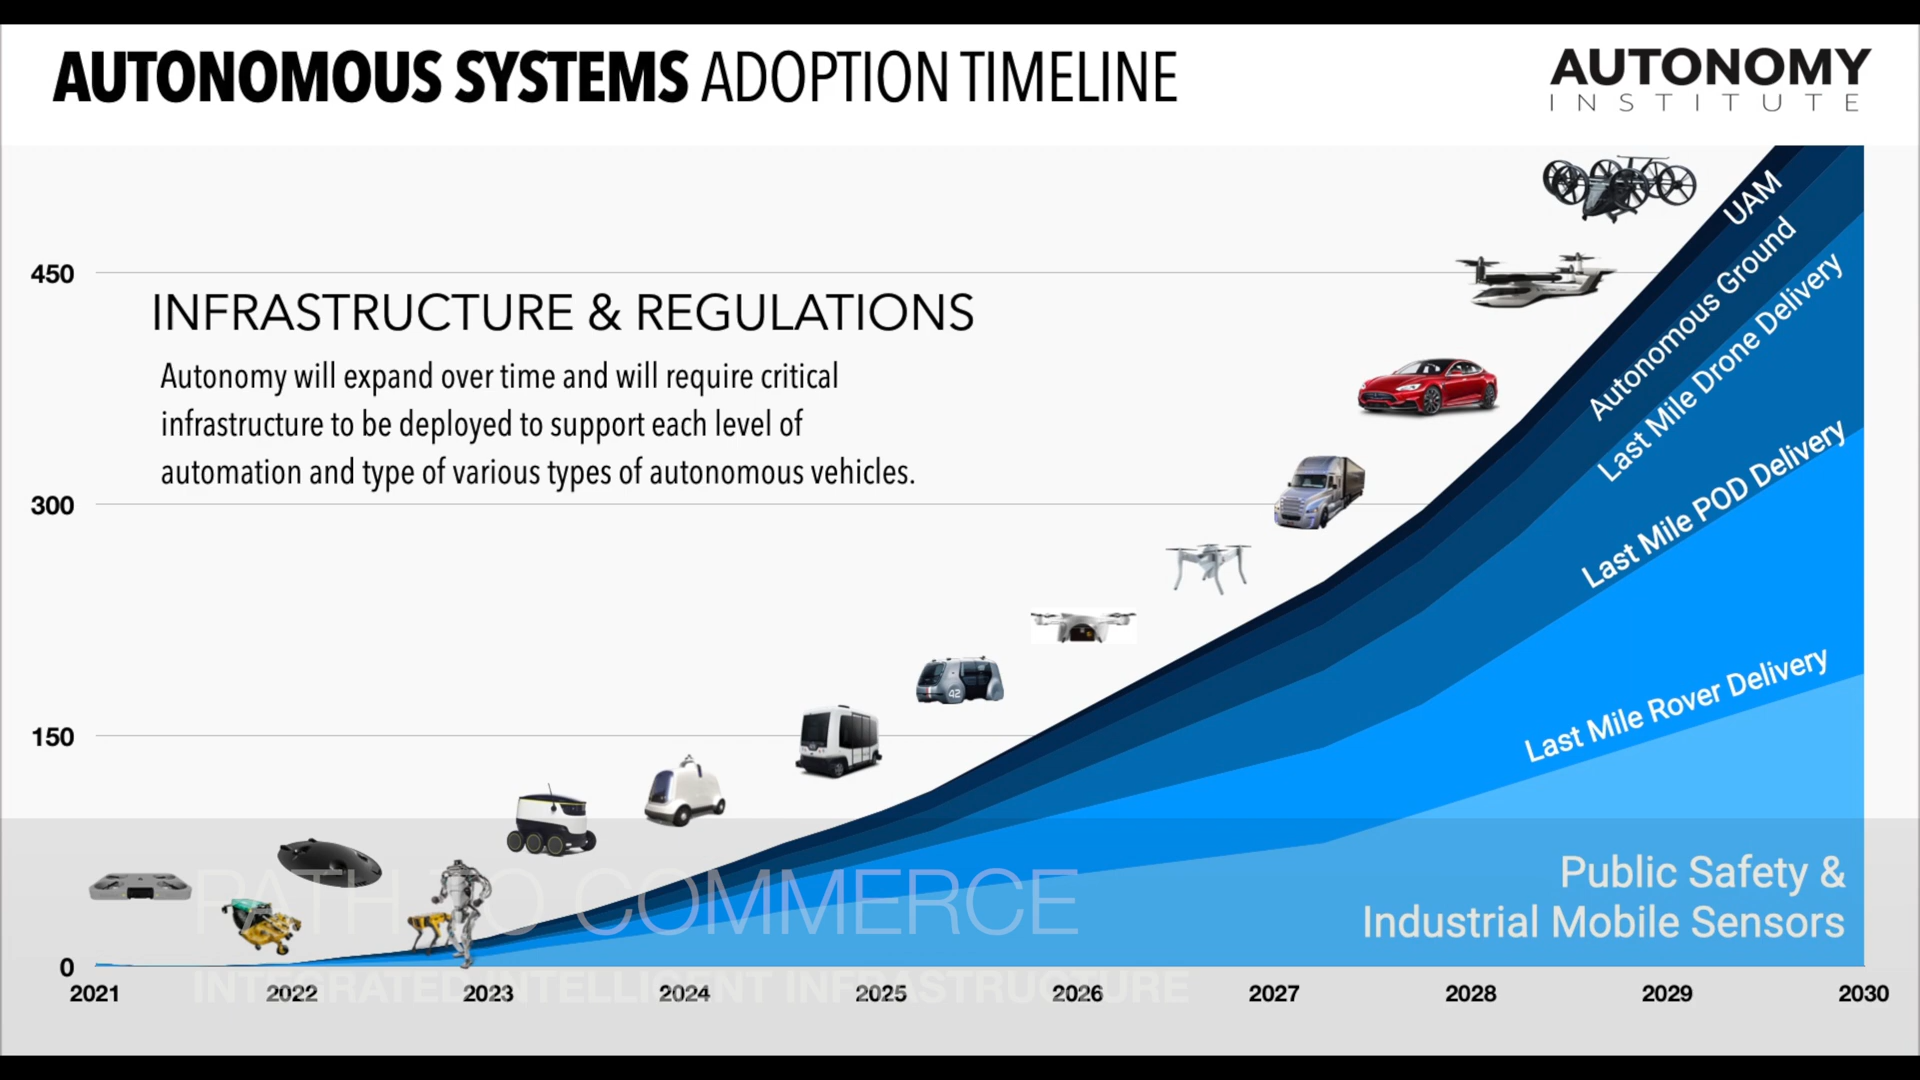 AUTONOMOUS SYSTEMS ADOPTION TIMELINE
AUTONOMY
INSTITUTE
450
INFRASTRUCTURE & REGULATIONS
Autonomy will expand over time and will require critical
infrastructure to be deployed to support each level of
automation and type of various types of autonomous vehicles.
300
150
0
UAM
Autonomous Ground
Last Mile Drone Delivery
Last Mile POD Delivery
Last Mile Rover Delivery
42
Public Safety &
Industrial Mobile Sensors
PATH TO COMMERCE
INTEGRATED INTELLIGENT INFRASTRUCTURE
2021 2022 2023 2024 2025 2026 2027 2028 2029 2030